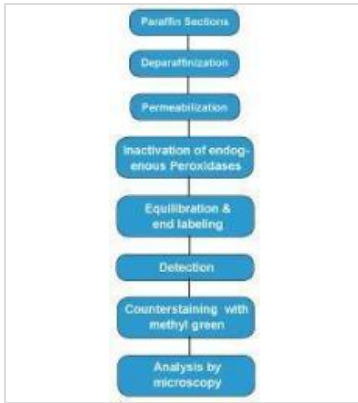 Paraffin Sections
Deparaffinization
Permeabilization
Inactivation of endog-
enous Peroxidases
Equilibration &
end labeling
Detection
Counterstaining with
methyl green
Analysis by
microscopy